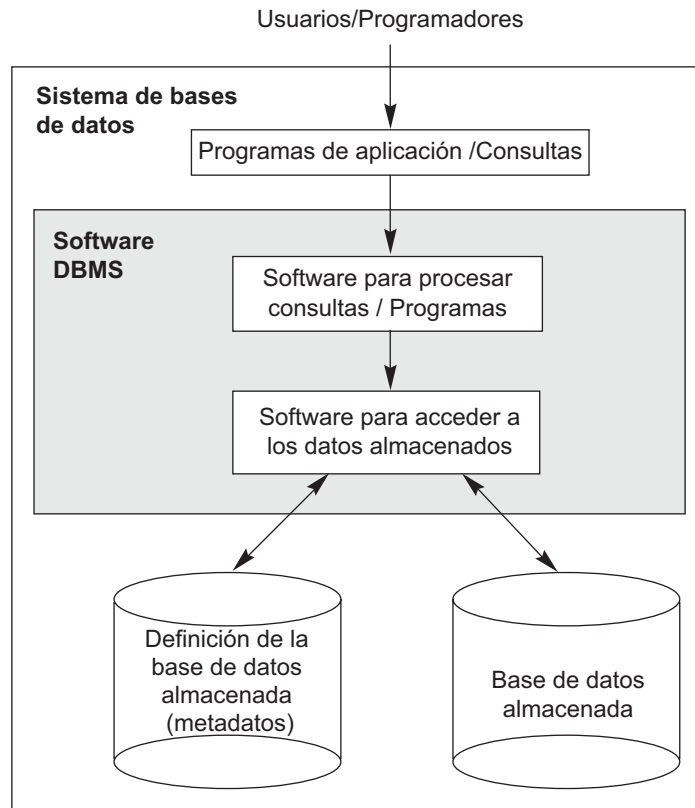 Usuarios/Programadores
Sistema de bases
de datos
Programas de aplicación /Consultas
Software
DBMS
Software para procesar
consultas / Programas
Software para acceder a
los datos almacenados
Definición de la
base de datos
almacenada
(metadatos)
Base de datos
almacenada